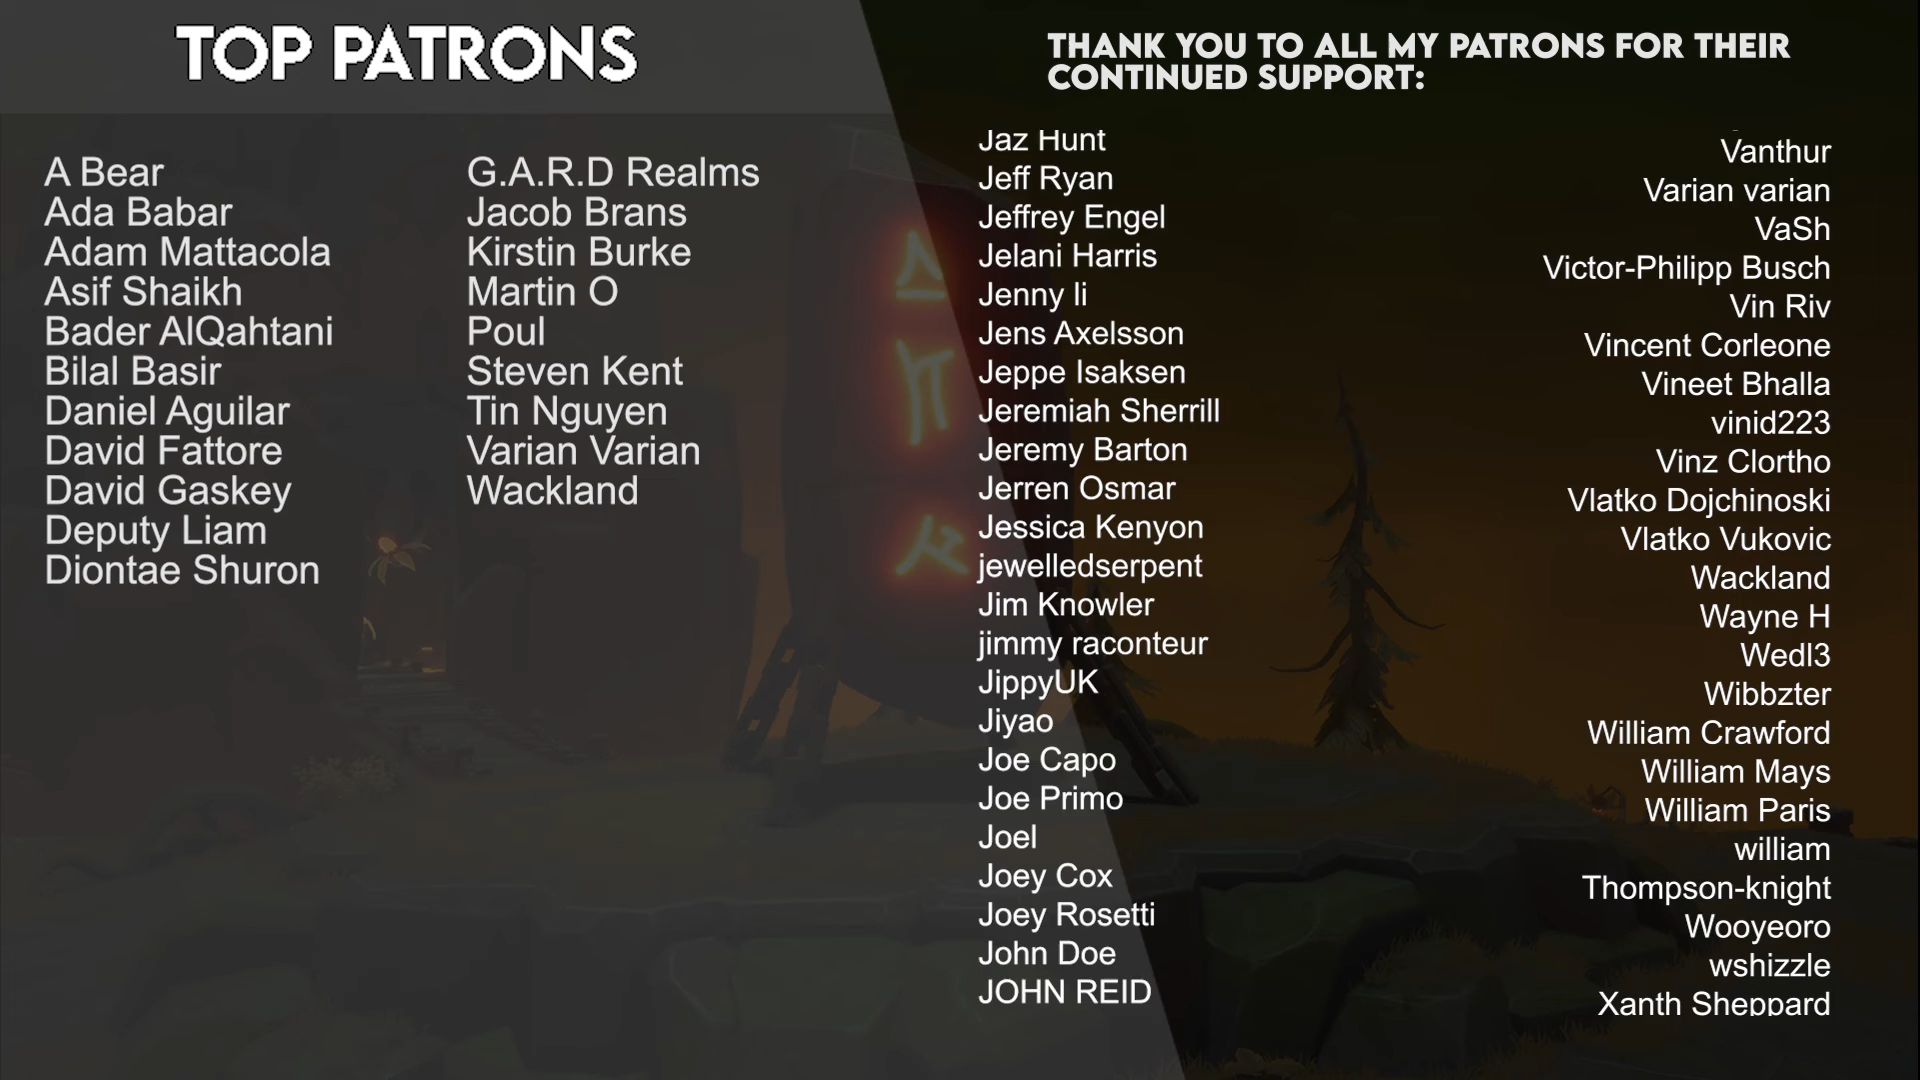 TOP PATRONS
A Bear
Ada Babar
Adam Mattacola
Asif Shaikh
Bader AlQahtani
Bilal Basir
Daniel Aguilar
David Fattore
David Gaskey
Deputy Liam
Diontae Shuron
G.A.R.D Realms
Jacob Brans
Kirstin Burke
Martin O
Poul
Steven Kent
Tin Nguyen
Varian Varian
Wackland
THANK YOU TO ALL MY PATRONS FOR THEIR
CONTINUED SUPPORT:
Jaz Hunt
Jeff Ryan
Jeffrey Engel
Jelani Harris
Jenny li
Jens Axelsson
Jeppe Isaksen
Jeremiah Sherrill
Jeremy Barton
Jerren Osmar
Jessica Kenyon
jewelledserpent
Jim Knowler
jimmy raconteur
JippyUK
Jiyao
Joe Capo
Joe Primo
Joel
Joey Cox
Joey Rosetti
John Doe
JOHN REID
Vanthur
Varian varian
VaSh
Victor-Philipp Busch
Vin Riv
Vincent Corleone
Vineet Bhalla
vinid223
Vinz Clortho
Vlatko Dojchinoski
Vlatko Vukovic
Wackland
Wayne H
Wedl3
Wibbzter
William Crawford
William Mays
William Paris
william
Thompson-knight
Wooyeoro
wshizzle
Xanth Sheppard